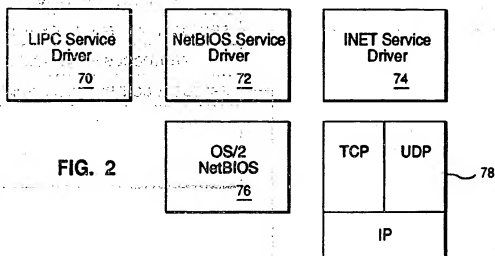 LIPC Service
Driver
70
NetBIOS Service
Driver
72
INET Service
Driver
74
FIG. 2
OS/2
NetBIOS
76
TCP
UDP
78
IP